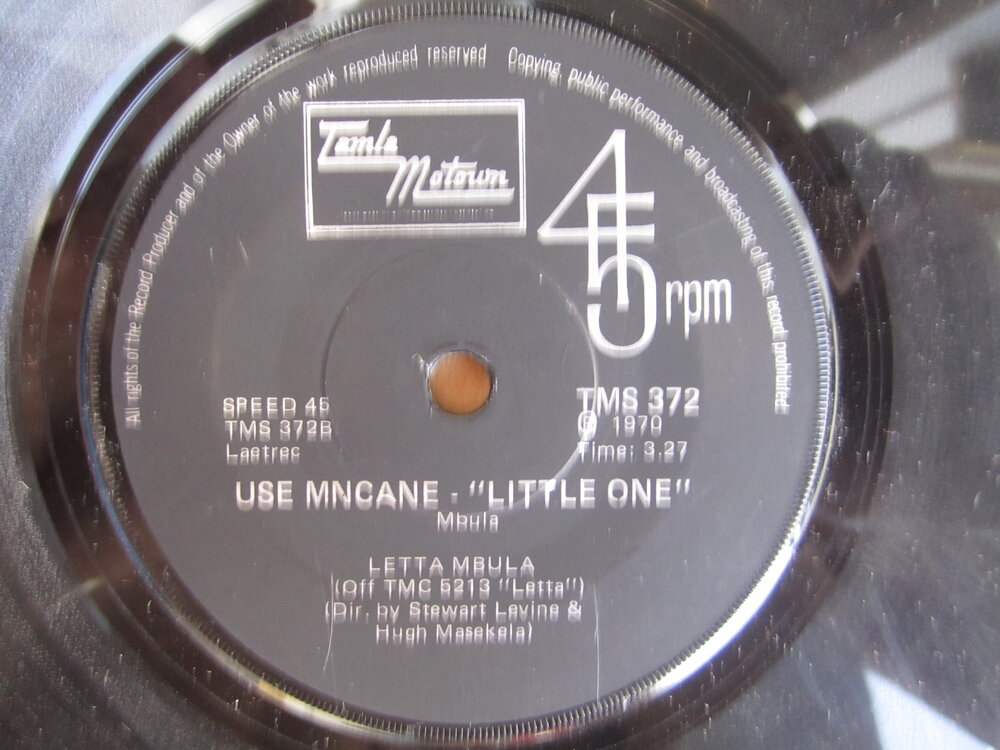 All rights of the Record Producer and of the Owner of the work reproduced reserved Copying, public performance and broadcasting of this record prohibited
Tamla
Motown
45 rpm
SPEED 45
TMS 372B
Laetrec
TMS 372
℗ 1970
Time: 3.27
USE MNCANE - "LITTLE ONE"
Mbula
LETTA MBULA
(Off TMC 5213 "Letta")
(Dir. by Stewart Levine &
Hugh Masekela)